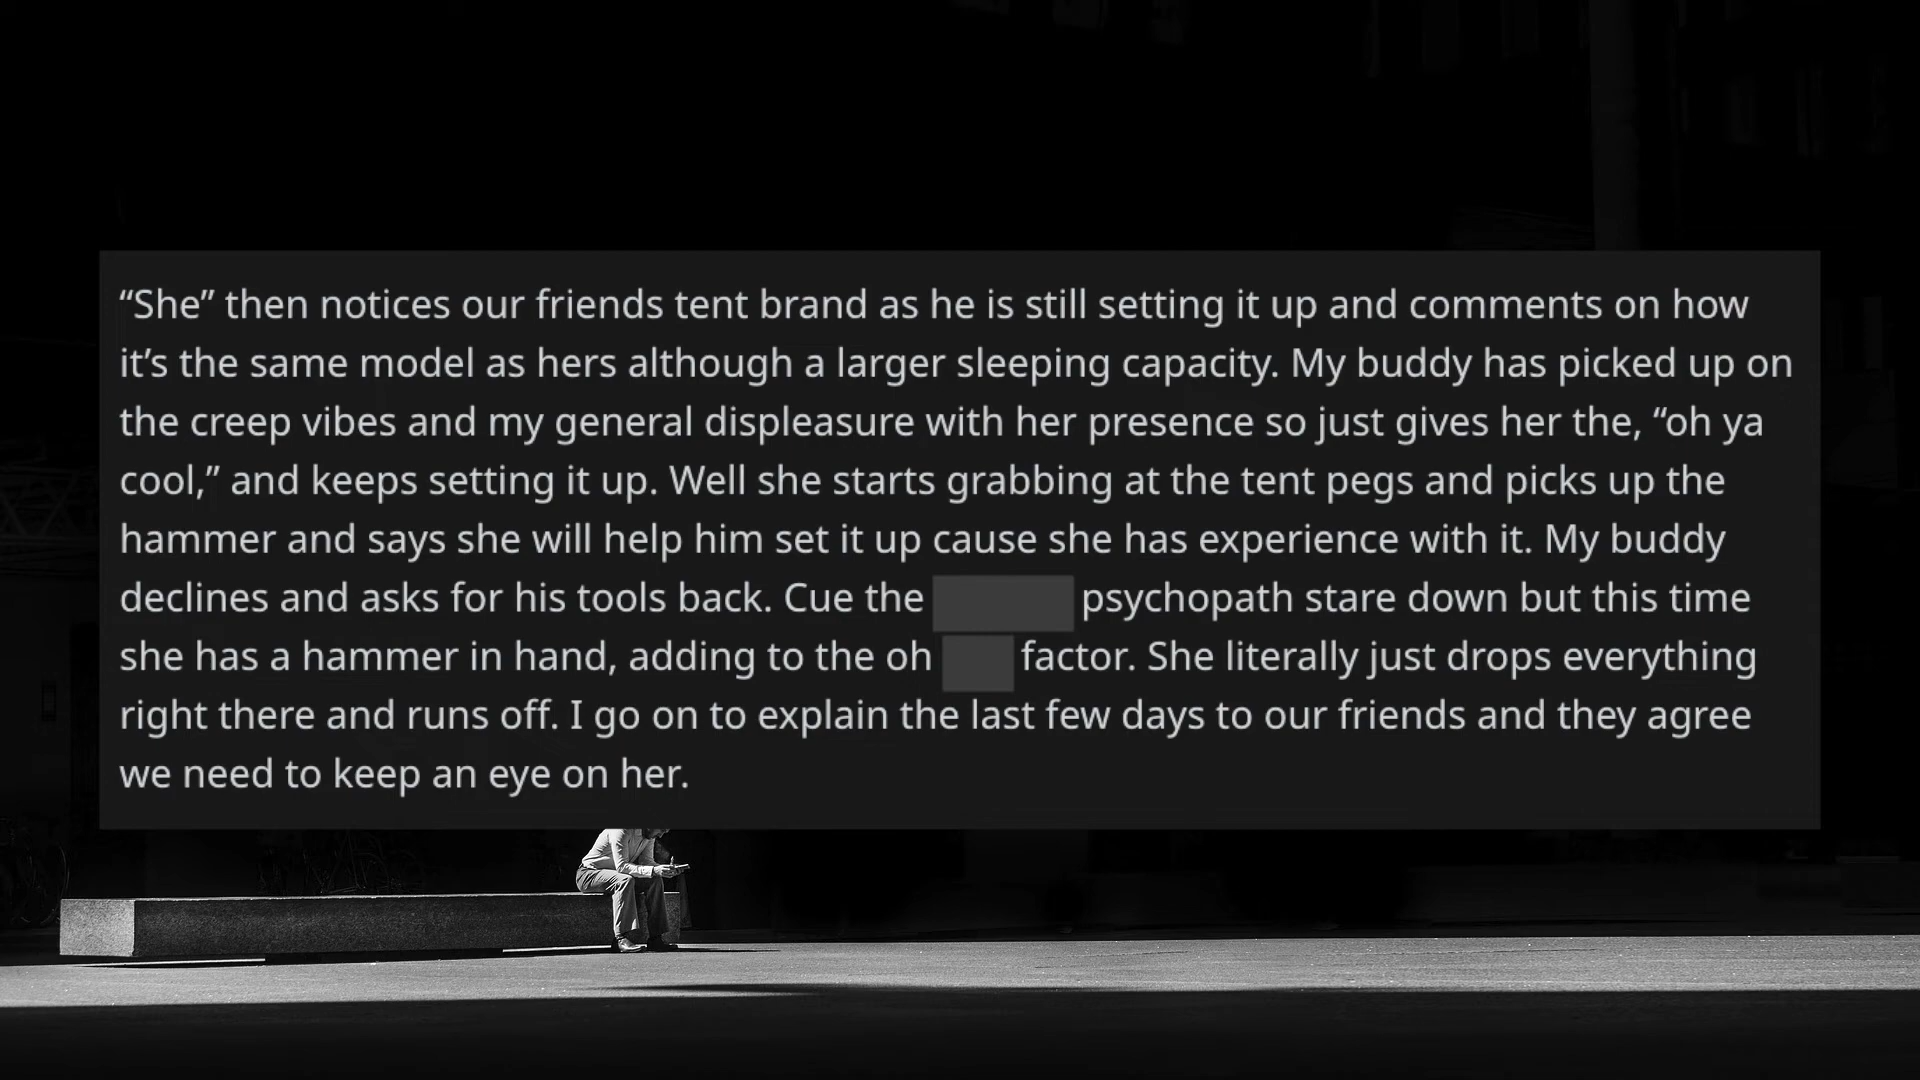 “She” then notices our friends tent brand as he is still setting it up and comments on how
it’s the same model as hers although a larger sleeping capacity. My buddy has picked up on
the creep vibes and my general displeasure with her presence so just gives her the, “oh ya
cool,” and keeps setting it up. Well she starts grabbing at the tent pegs and picks up the
hammer and says she will help him set it up cause she has experience with it. My buddy
declines and asks for his tools back. Cue the psychopath stare down but this time
she has a hammer in hand, adding to the oh factor. She literally just drops everything
right there and runs off. I go on to explain the last few days to our friends and they agree
we need to keep an eye on her.